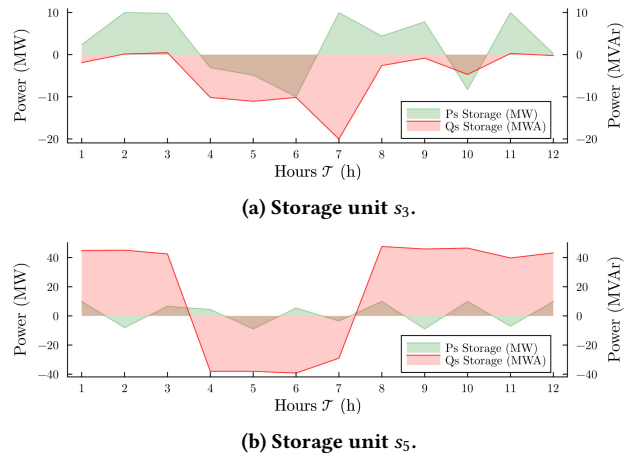 Power (MW)
10
0
−10
−20
Ps Storage (MW)
Qs Storage (MWA)
10
0
−10
−20
Power (MVAr)
1 2 3 4 5 6 7 8 9 10 11 12
Hours 𝒯 (h)
(a) Storage unit s₃.
Power (MW)
40
20
0
−20
−40
Ps Storage (MW)
Qs Storage (MWA)
40
20
0
−20
−40
Power (MVAr)
1 2 3 4 5 6 7 8 9 10 11 12
Hours 𝒯 (h)
(b) Storage unit s₅.